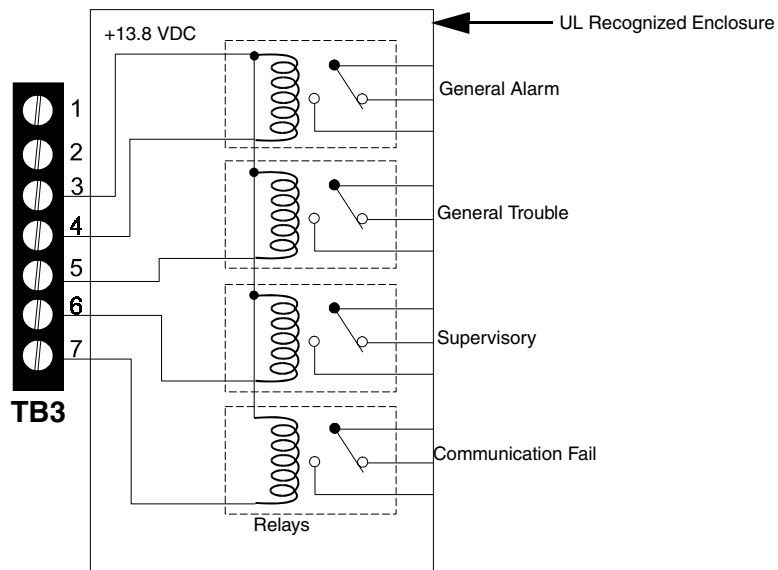 UL Recognized Enclosure
+13.8 VDC
1
2
3
4
5
6
7
TB3
General Alarm
General Trouble
Supervisory
Communication Fail
Relays